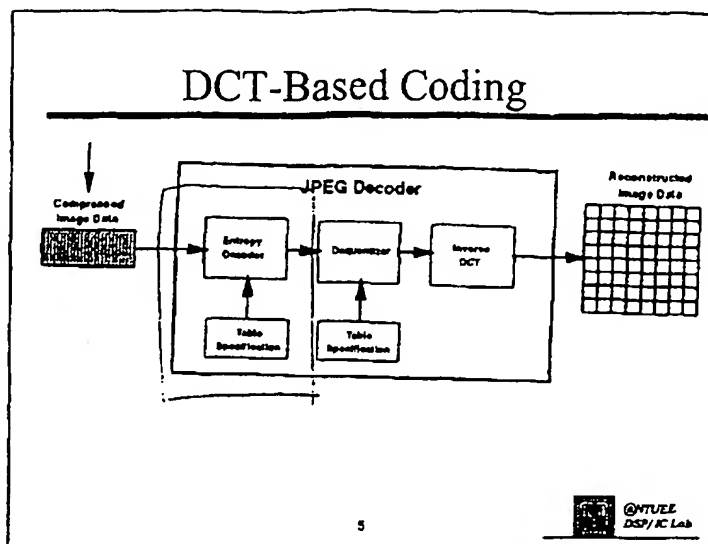 DCT-Based Coding
JPEG Decoder
Compressed
Image Data
Entropy
Decoder
Table
Specification
Dequantizer
Table
Specification
Inverse
DCT
Reconstructed
Image Data
5
@NTUEE
DSP/IC Lab